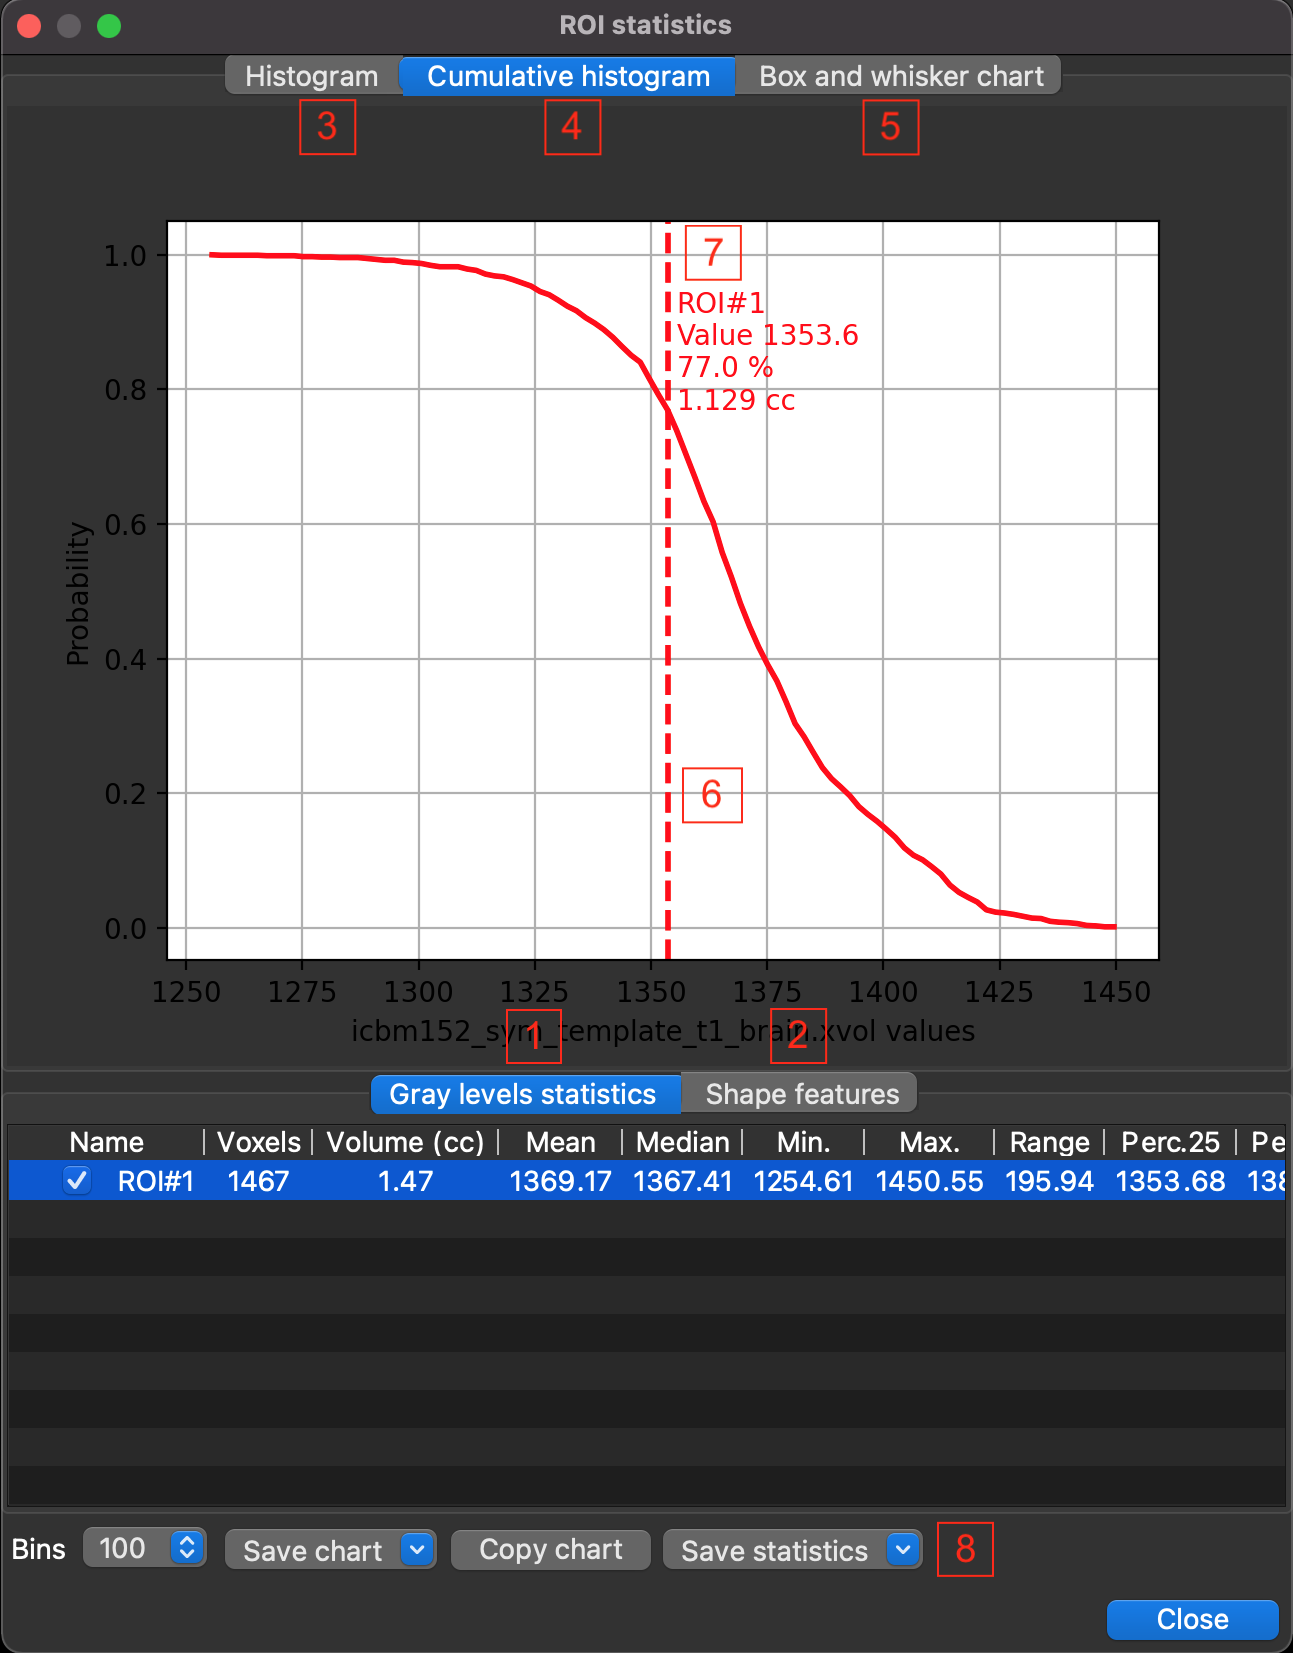 ROI statistics
Histogram Cumulative histogram Box and whisker chart
3 4 5
7
ROI#1
Value 1353.6
77.0 %
1.129 cc
6
1.0
0.8
0.6
0.4
0.2
0.0
Probability
1250 1275 1300 1325 1350 1375 1400 1425 1450
icbm152_sym_template_t1_brain.xvol values
1 2
Gray levels statistics Shape features
Name Voxels Volume (cc) Mean Median Min. Max. Range Perc.25 Pe
ROI#1 1467 1.47 1369.17 1367.41 1254.61 1450.55 195.94 1353.68 138
Bins 100 Save chart Copy chart Save statistics 8
Close